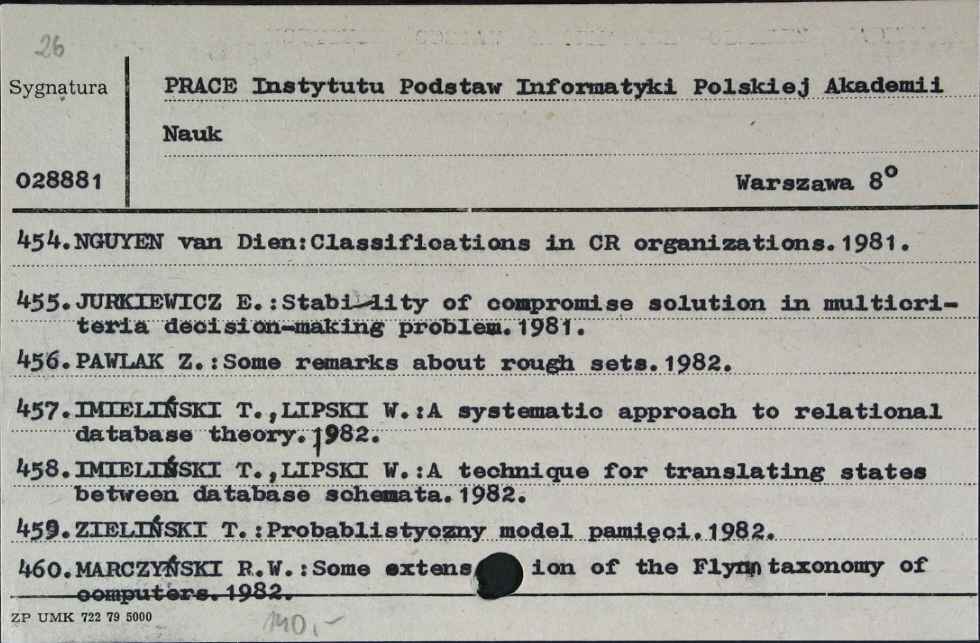 26
Sygnatura
PRACE Instytutu Podstaw Informatyki Polskiej Akademii
Nauk
028881
Warszawa 8°
454. NGUYEN van Dien:Classifications in CR organizations. 1981.
455. JURKIEWICZ E.:Stabi-lity of compromise solution in multicri-
teria decision-making problem. 1981.
456. PAWLAK Z.:Some remarks about rough sets. 1982.
457. IMIELIŃSKI T.,LIPSKI W.:A systematic approach to relational
database theory. 1982.
458. IMIELIŃSKI T.,LIPSKI W.:A technique for translating states
between database schemata. 1982.
459. ZIELIŃSKI T.:Probablistyczny model pamięci. 1982.
460. MARCZYŃSKI R.W.:Some extens ion of the Flynn taxonomy of
computers. 1982.
ZP UMK 722 79 5000
140,-